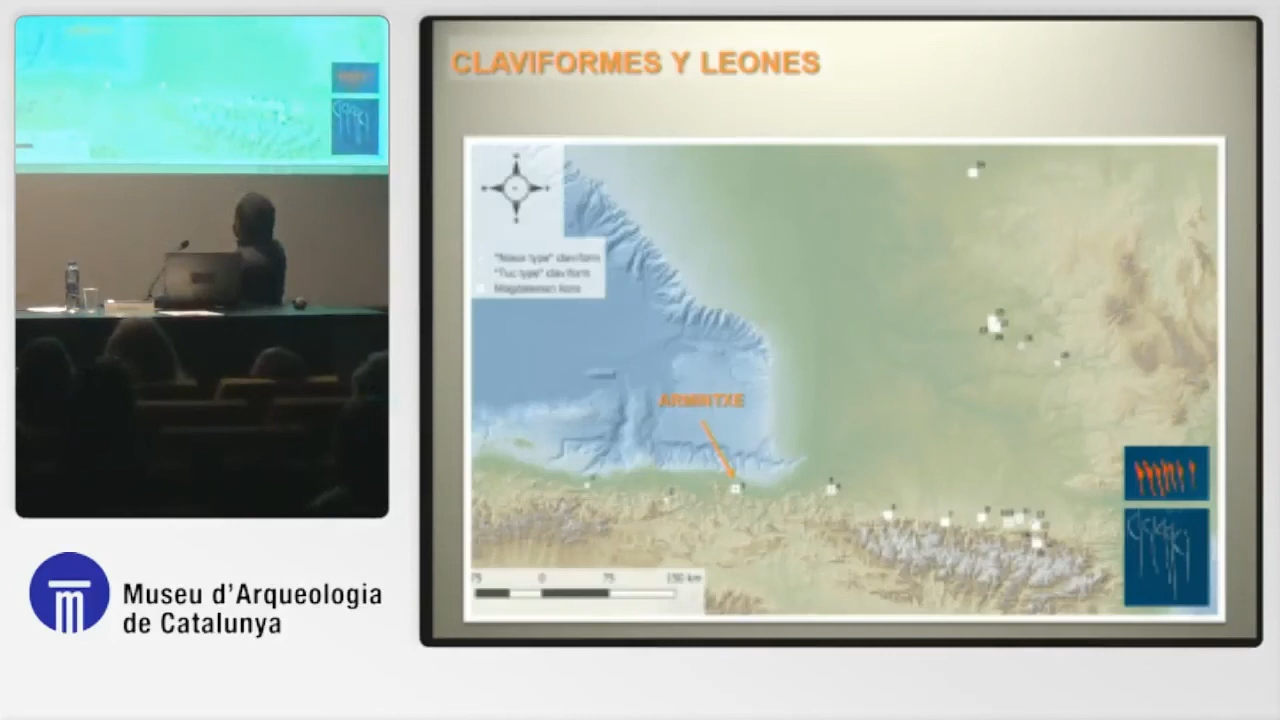 CLAVIFORMES Y LEONES
"Niaux type" claviform
"Tuc type" claviform
Magdalenian lions
ARMINTXE
75 0 75 150 km
Museu d'Arqueologia
de Catalunya